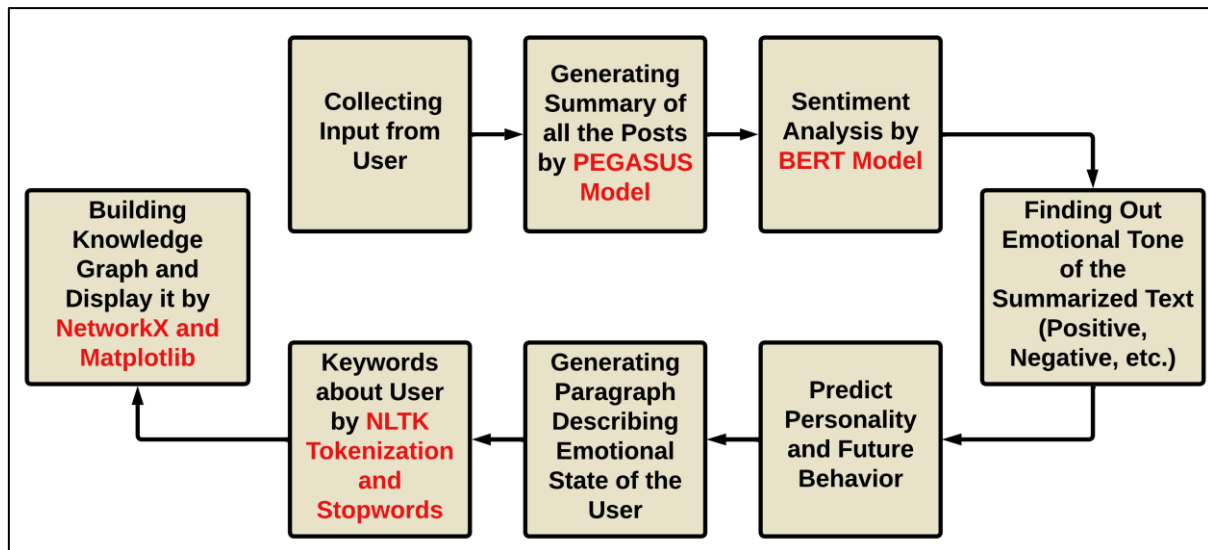 Collecting
Input from
User
Generating
Summary of
all the Posts
by PEGASUS
Model
Sentiment
Analysis by
BERT Model
Finding Out
Emotional Tone
of the
Summarized Text
(Positive,
Negative, etc.)
Predict
Personality
and Future
Behavior
Generating
Paragraph
Describing
Emotional
State of the
User
Keywords
about User
by NLTK
Tokenization
and
Stopwords
Building
Knowledge
Graph and
Display it by
NetworkX and
Matplotlib